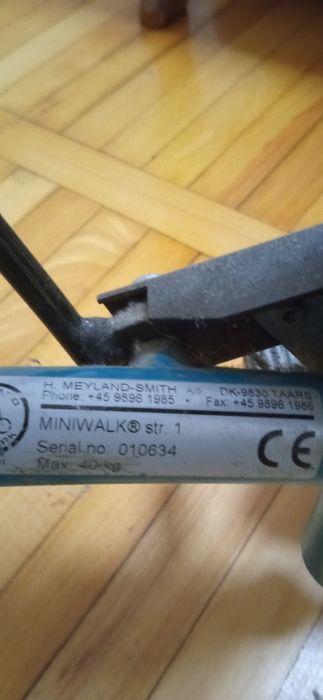 H. MEYLAND-SMITH A/S · DK-9830 TAARS
Phone: +45 9896 1985 • Fax: +45 9896 1986
MINIWALK® str. 1
Serial.no: 010634
Max: 40 kg
CE